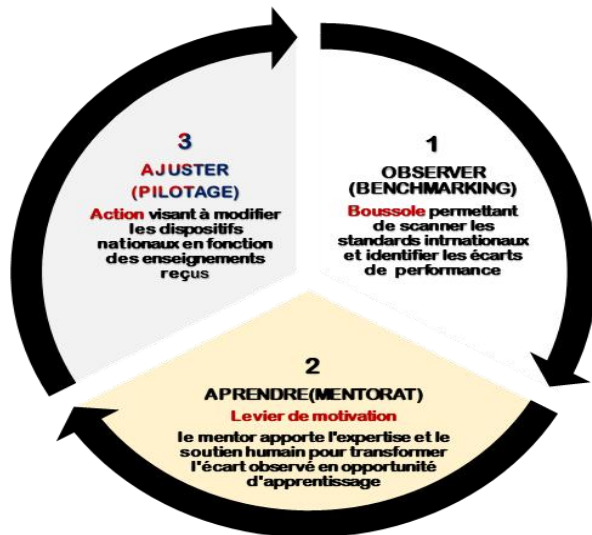 1
OBSERVER
(BENCHMARKING)
Boussole permettant
de scanner les
standards intrnationaux
et identifier les écarts
de performance
2
APRENDRE(MENTORAT)
Levier de motivation
le mentor apporte l'expertise et le
soutien humain pour transformer
l'écart observé en opportunité
d'apprentissage
3
AJUSTER
(PILOTAGE)
Action visant à modifier
les dispositifs
nationaux en fonction
des enseignements
reçus